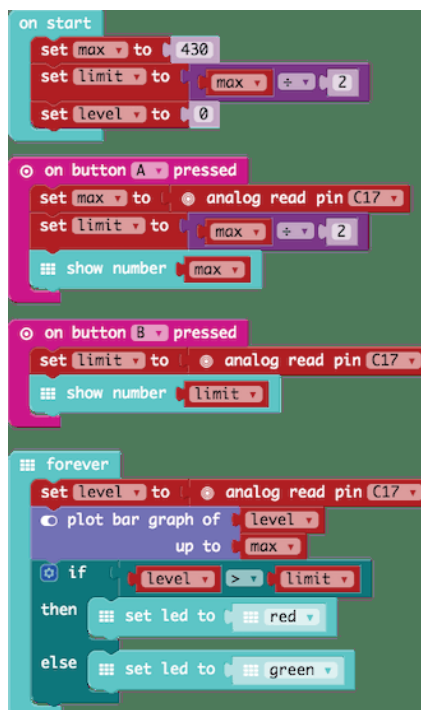 on start
set max to 430
set limit to max ÷ 2
set level to 0
on button A pressed
set max to analog read pin C17
set limit to max ÷ 2
show number max
on button B pressed
set limit to analog read pin C17
show number limit
forever
set level to analog read pin C17
plot bar graph of level
up to max
if level > limit
then set led to red
else set led to green